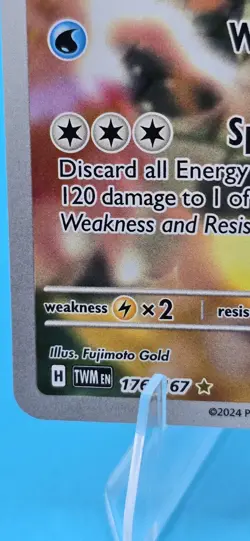 W
Sp
Discard all Energy
120 damage to 1 of
Weakness and Resis
weakness ×2 resis
Illus. Fujimoto Gold
H TWM EN 176 67
©2024 P